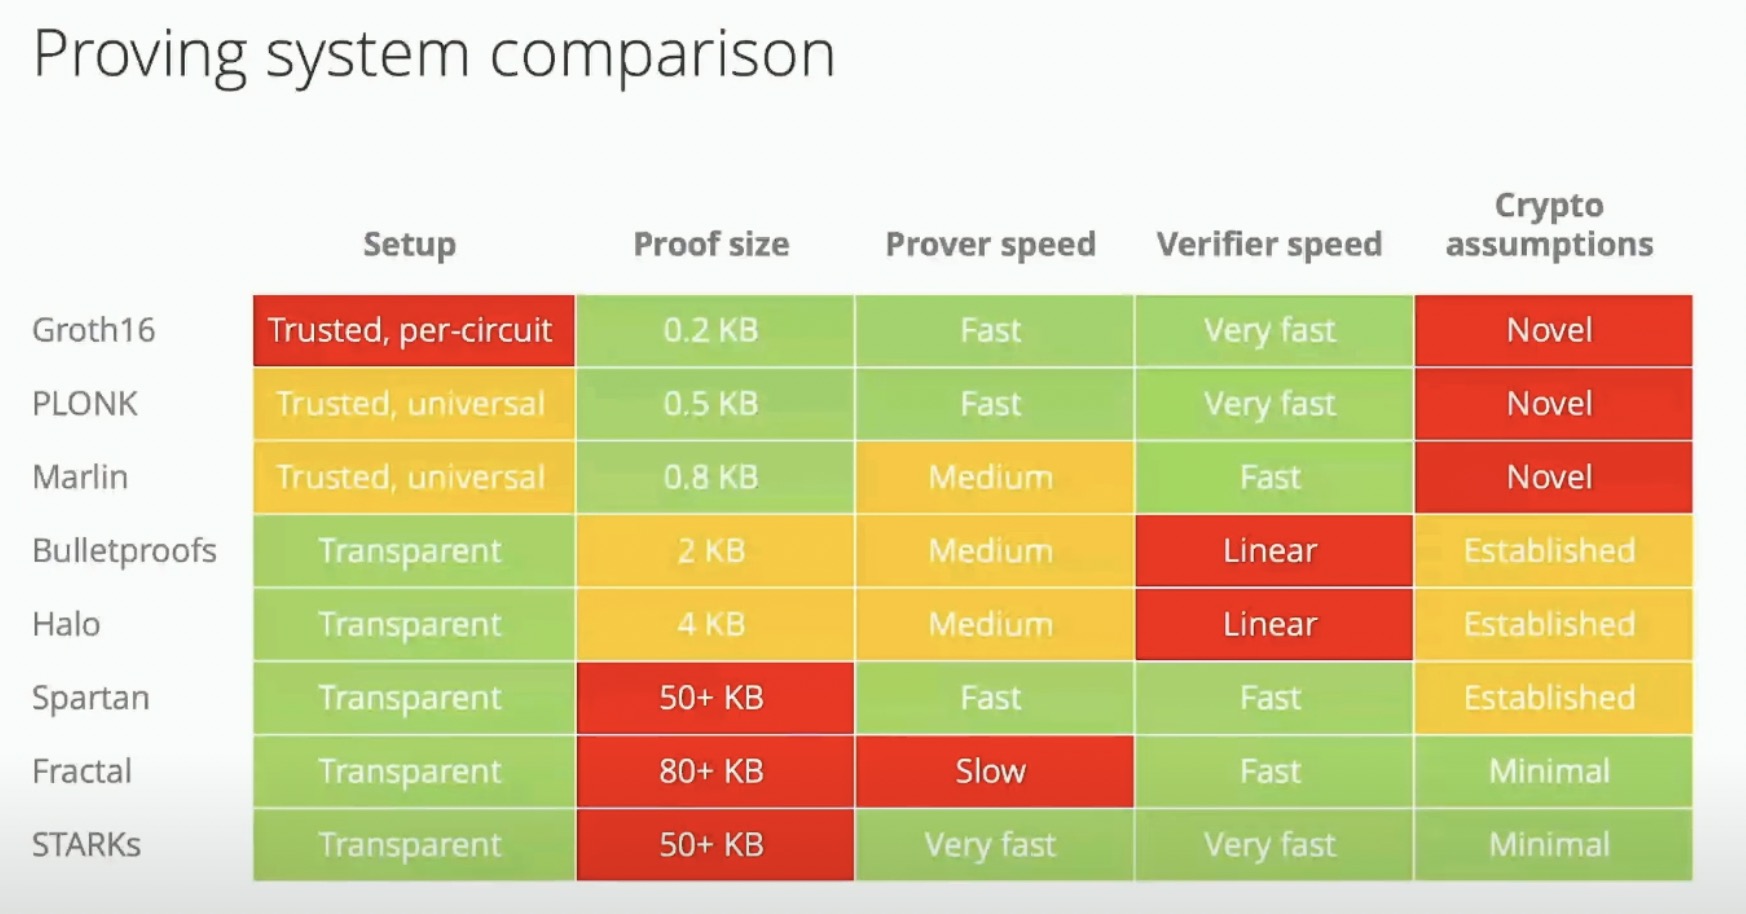 Proving system comparison
Setup Proof size Prover speed Verifier speed Crypto assumptions
Groth16 Trusted, per-circuit 0.2 KB Fast Very fast Novel
PLONK Trusted, universal 0.5 KB Fast Very fast Novel
Marlin Trusted, universal 0.8 KB Medium Fast Novel
Bulletproofs Transparent 2 KB Medium Linear Established
Halo Transparent 4 KB Medium Linear Established
Spartan Transparent 50+ KB Fast Fast Established
Fractal Transparent 80+ KB Slow Fast Minimal
STARKs Transparent 50+ KB Very fast Very fast Minimal